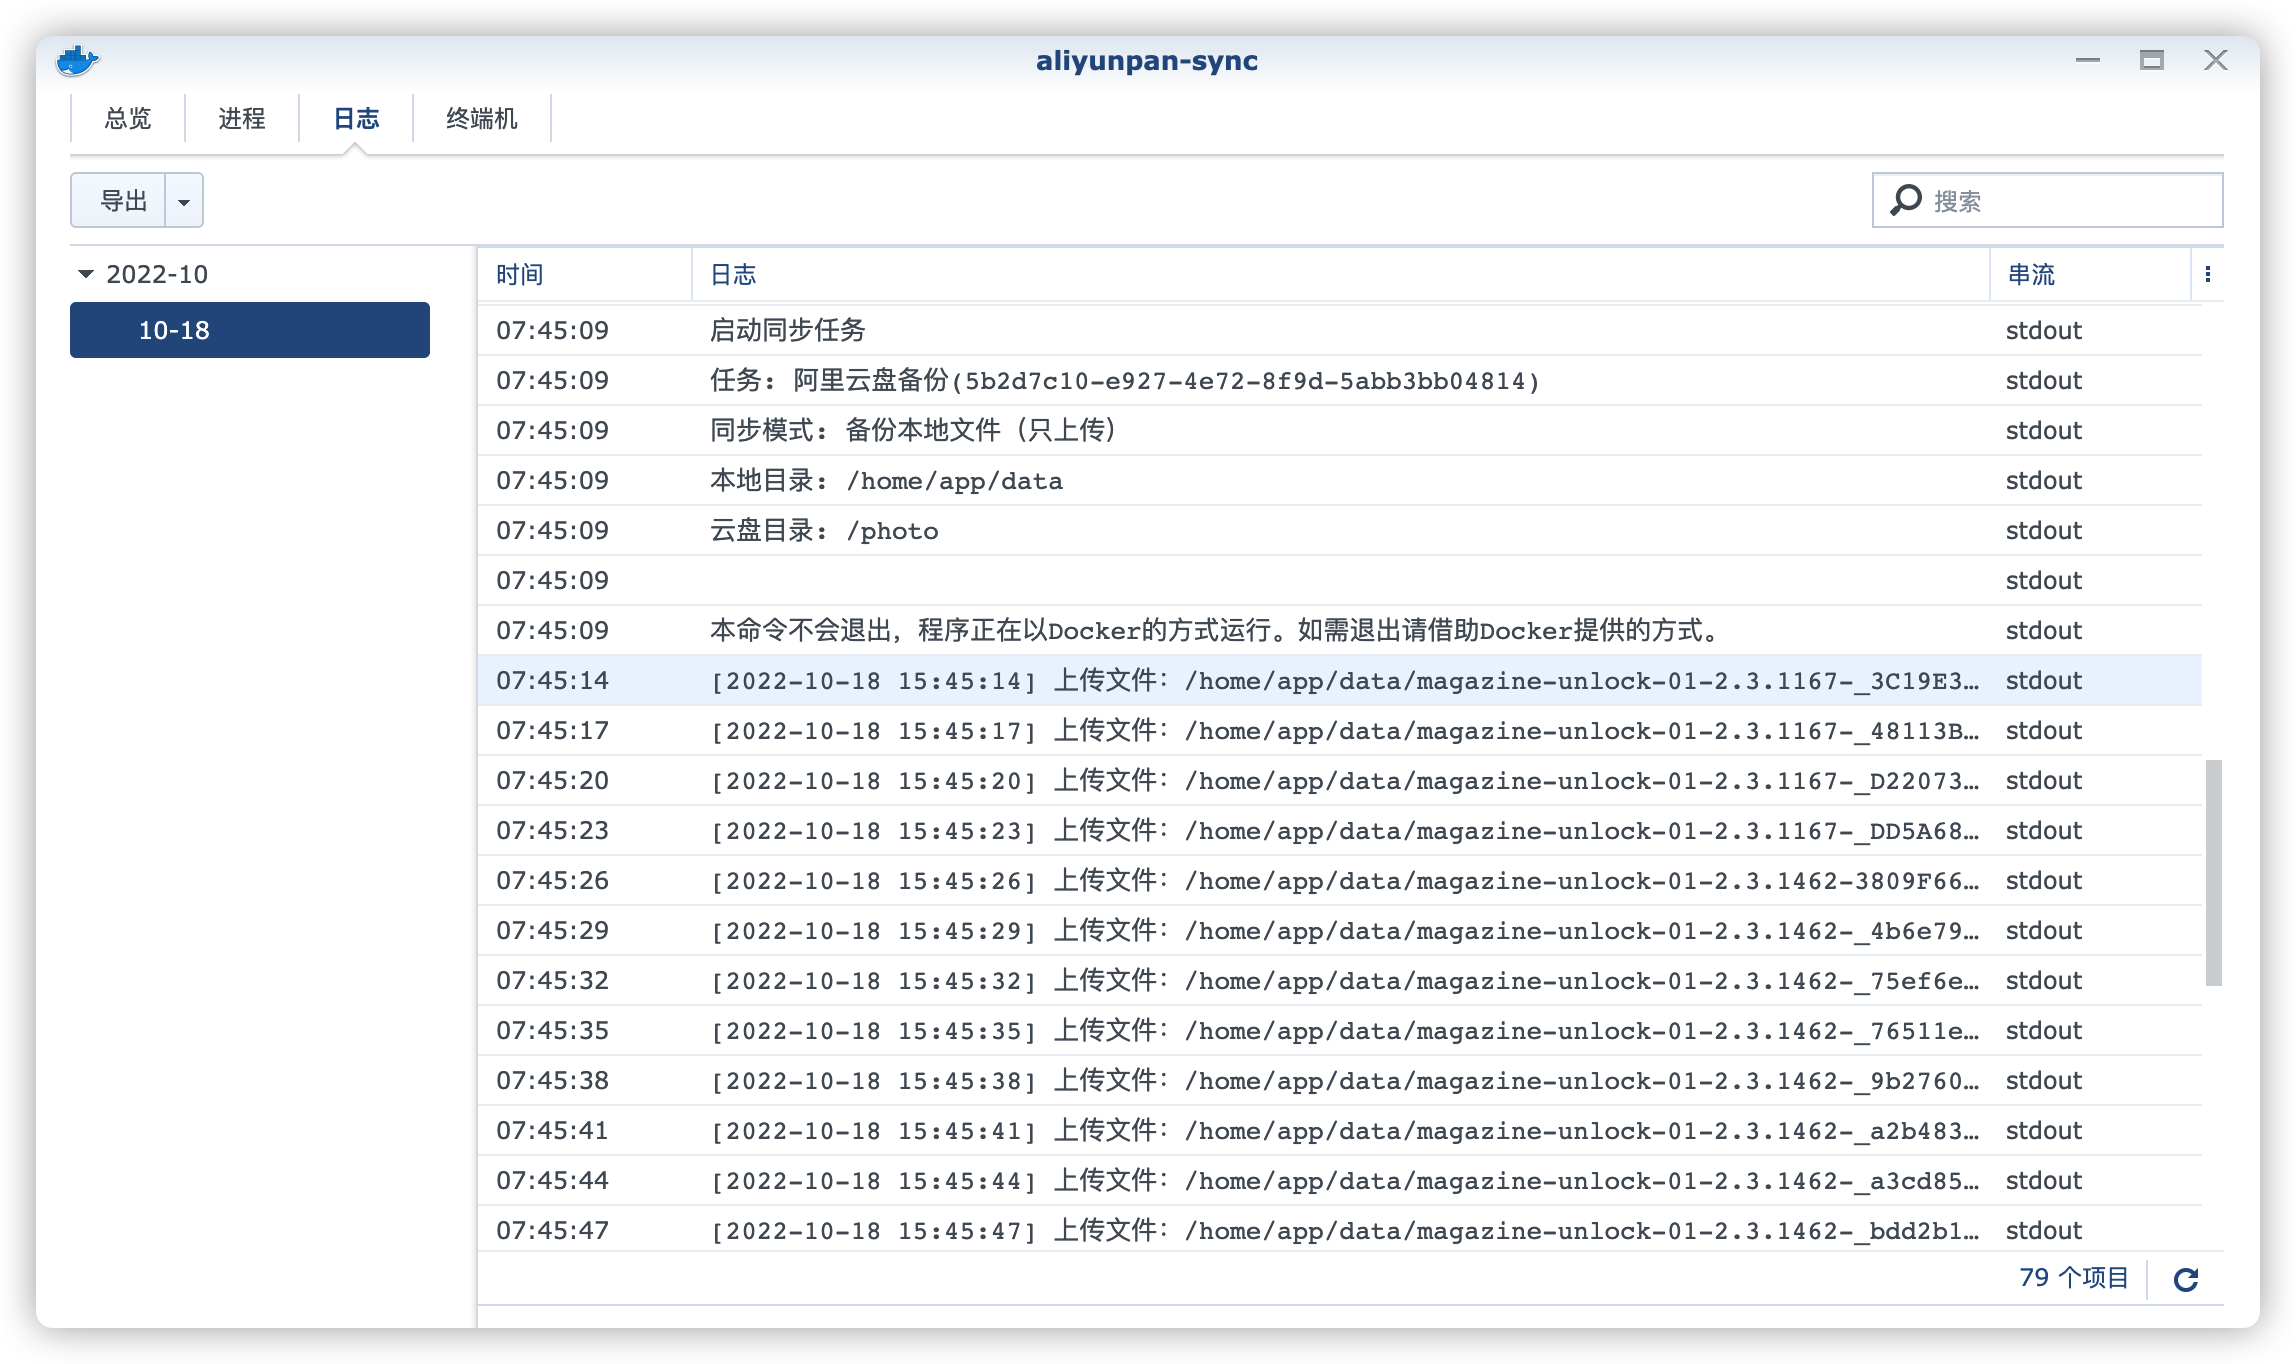 aliyunpan-sync
总览 进程 日志 终端机
导出 搜索
2022-10
10-18
时间 日志 串流
07:45:09 启动同步任务 stdout
07:45:09 任务: 阿里云盘备份(5b2d7c10-e927-4e72-8f9d-5abb3bb04814) stdout
07:45:09 同步模式: 备份本地文件（只上传） stdout
07:45:09 本地目录: /home/app/data stdout
07:45:09 云盘目录: /photo stdout
07:45:09 stdout
07:45:09 本命令不会退出，程序正在以Docker的方式运行。如需退出请借助Docker提供的方式。 stdout
07:45:14 [2022-10-18 15:45:14] 上传文件：/home/app/data/magazine-unlock-01-2.3.1167-_3C19E3… stdout
07:45:17 [2022-10-18 15:45:17] 上传文件：/home/app/data/magazine-unlock-01-2.3.1167-_48113B… stdout
07:45:20 [2022-10-18 15:45:20] 上传文件：/home/app/data/magazine-unlock-01-2.3.1167-_D22073… stdout
07:45:23 [2022-10-18 15:45:23] 上传文件：/home/app/data/magazine-unlock-01-2.3.1167-_DD5A68… stdout
07:45:26 [2022-10-18 15:45:26] 上传文件：/home/app/data/magazine-unlock-01-2.3.1462-3809F66… stdout
07:45:29 [2022-10-18 15:45:29] 上传文件：/home/app/data/magazine-unlock-01-2.3.1462-_4b6e79… stdout
07:45:32 [2022-10-18 15:45:32] 上传文件：/home/app/data/magazine-unlock-01-2.3.1462-_75ef6e… stdout
07:45:35 [2022-10-18 15:45:35] 上传文件：/home/app/data/magazine-unlock-01-2.3.1462-_76511e… stdout
07:45:38 [2022-10-18 15:45:38] 上传文件：/home/app/data/magazine-unlock-01-2.3.1462-_9b2760… stdout
07:45:41 [2022-10-18 15:45:41] 上传文件：/home/app/data/magazine-unlock-01-2.3.1462-_a2b483… stdout
07:45:44 [2022-10-18 15:45:44] 上传文件：/home/app/data/magazine-unlock-01-2.3.1462-_a3cd85… stdout
07:45:47 [2022-10-18 15:45:47] 上传文件：/home/app/data/magazine-unlock-01-2.3.1462-_bdd2b1… stdout
79 个项目